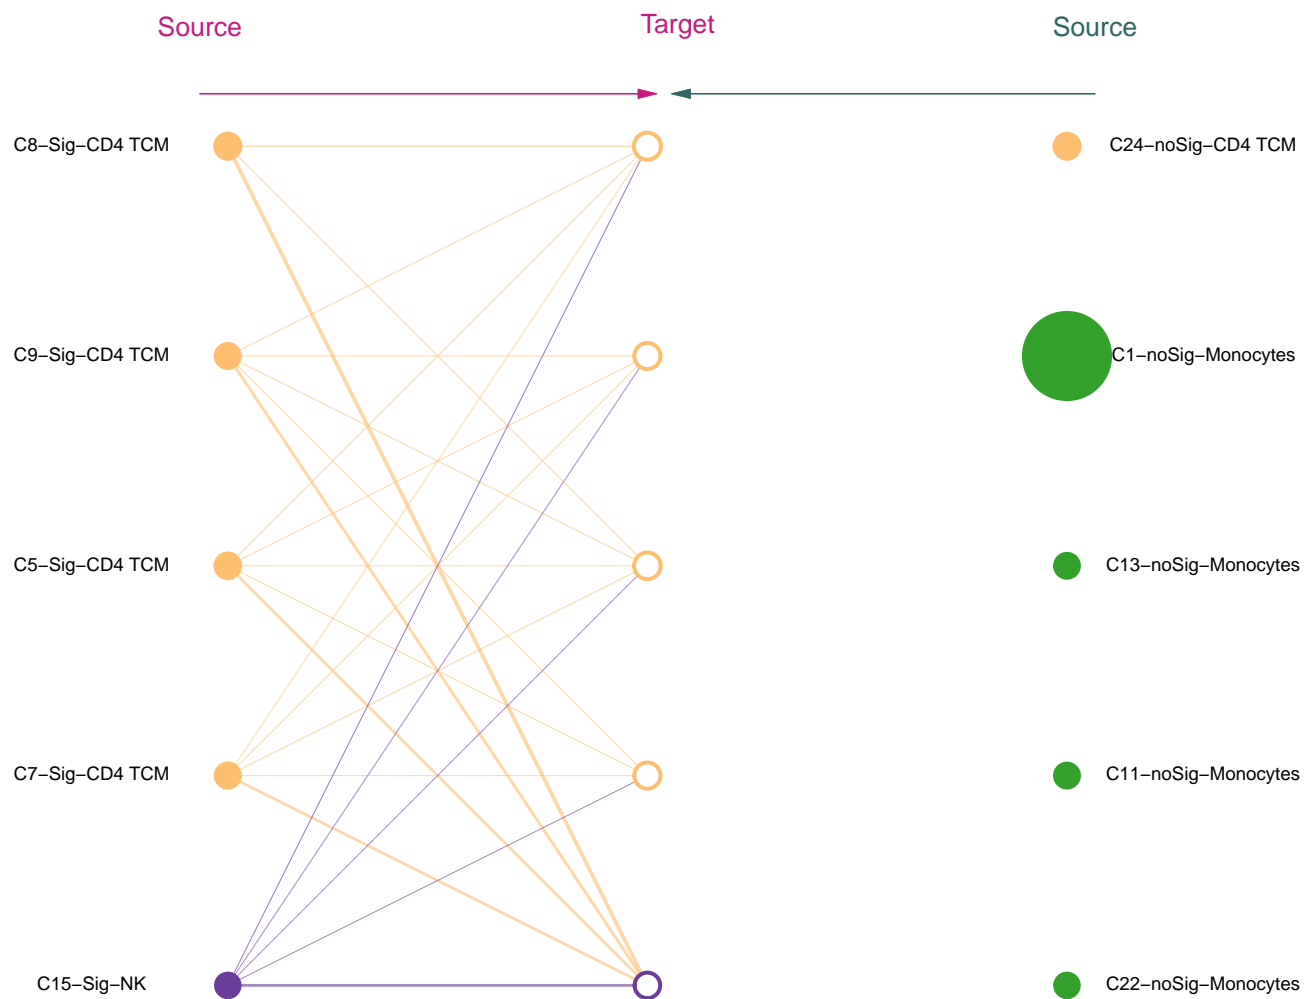 Source
Target
Source
C8–Sig–CD4 TCM
C24–noSig–CD4 TCM
C9–Sig–CD4 TCM
C1–noSig–Monocytes
C5–Sig–CD4 TCM
C13–noSig–Monocytes
C7–Sig–CD4 TCM
C11–noSig–Monocytes
C15–Sig–NK
C22–noSig–Monocytes